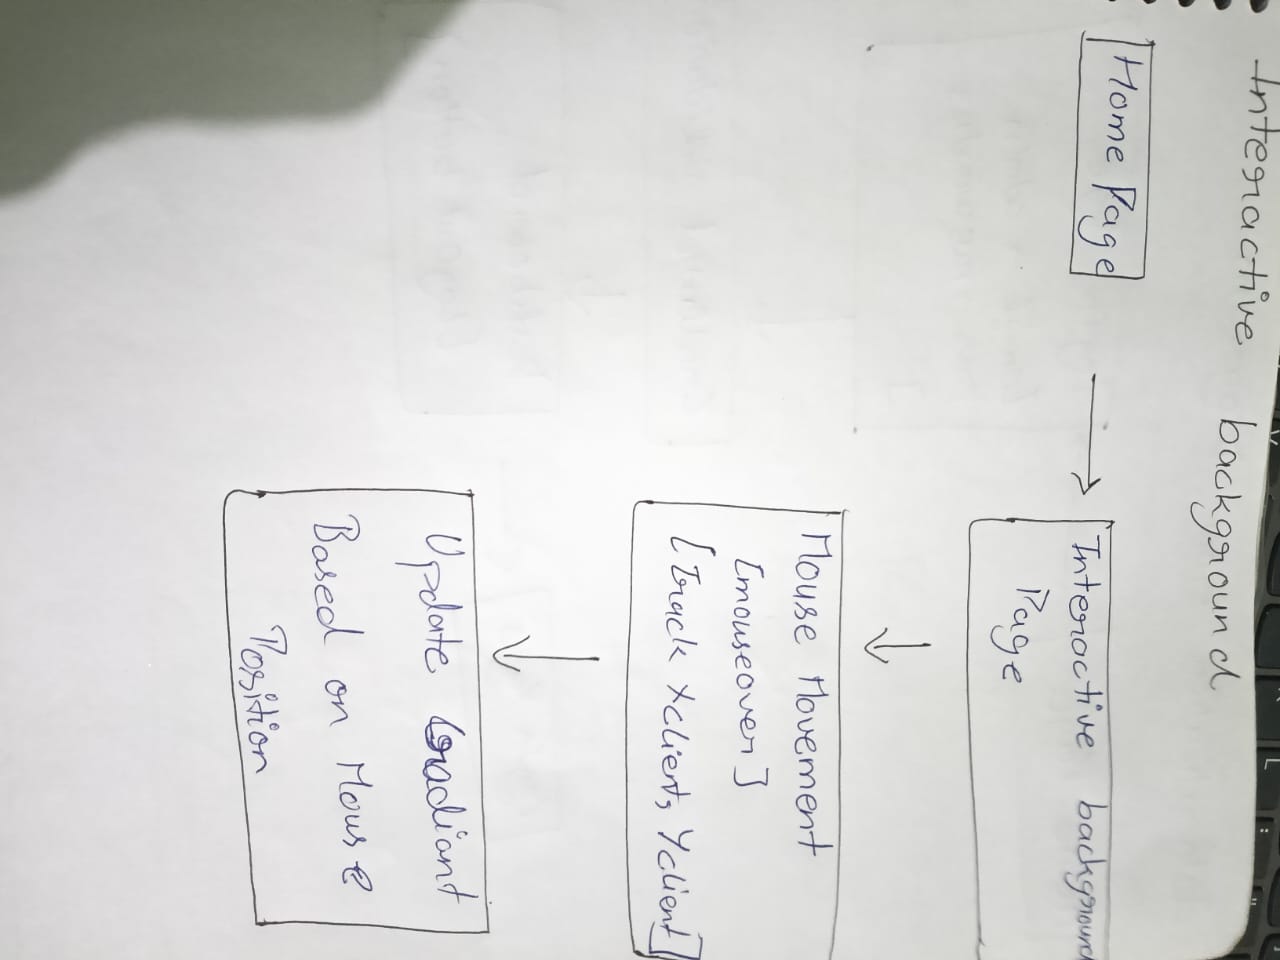 Interactive background
Home Page
Interactive background
Page
Mouse Movement
[mouseover]
[Track Xclient, Yclient]
Update Gradiant
Based on Mouse
Position